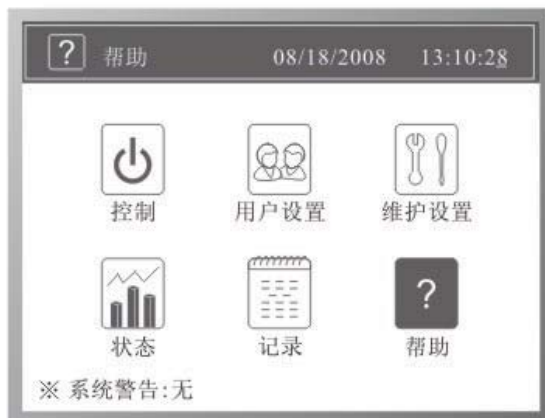 ? 帮助 08/18/2008 13:10:28
控制 用户设置 维护设置
?
状态 记录 帮助
※ 系统警告:无